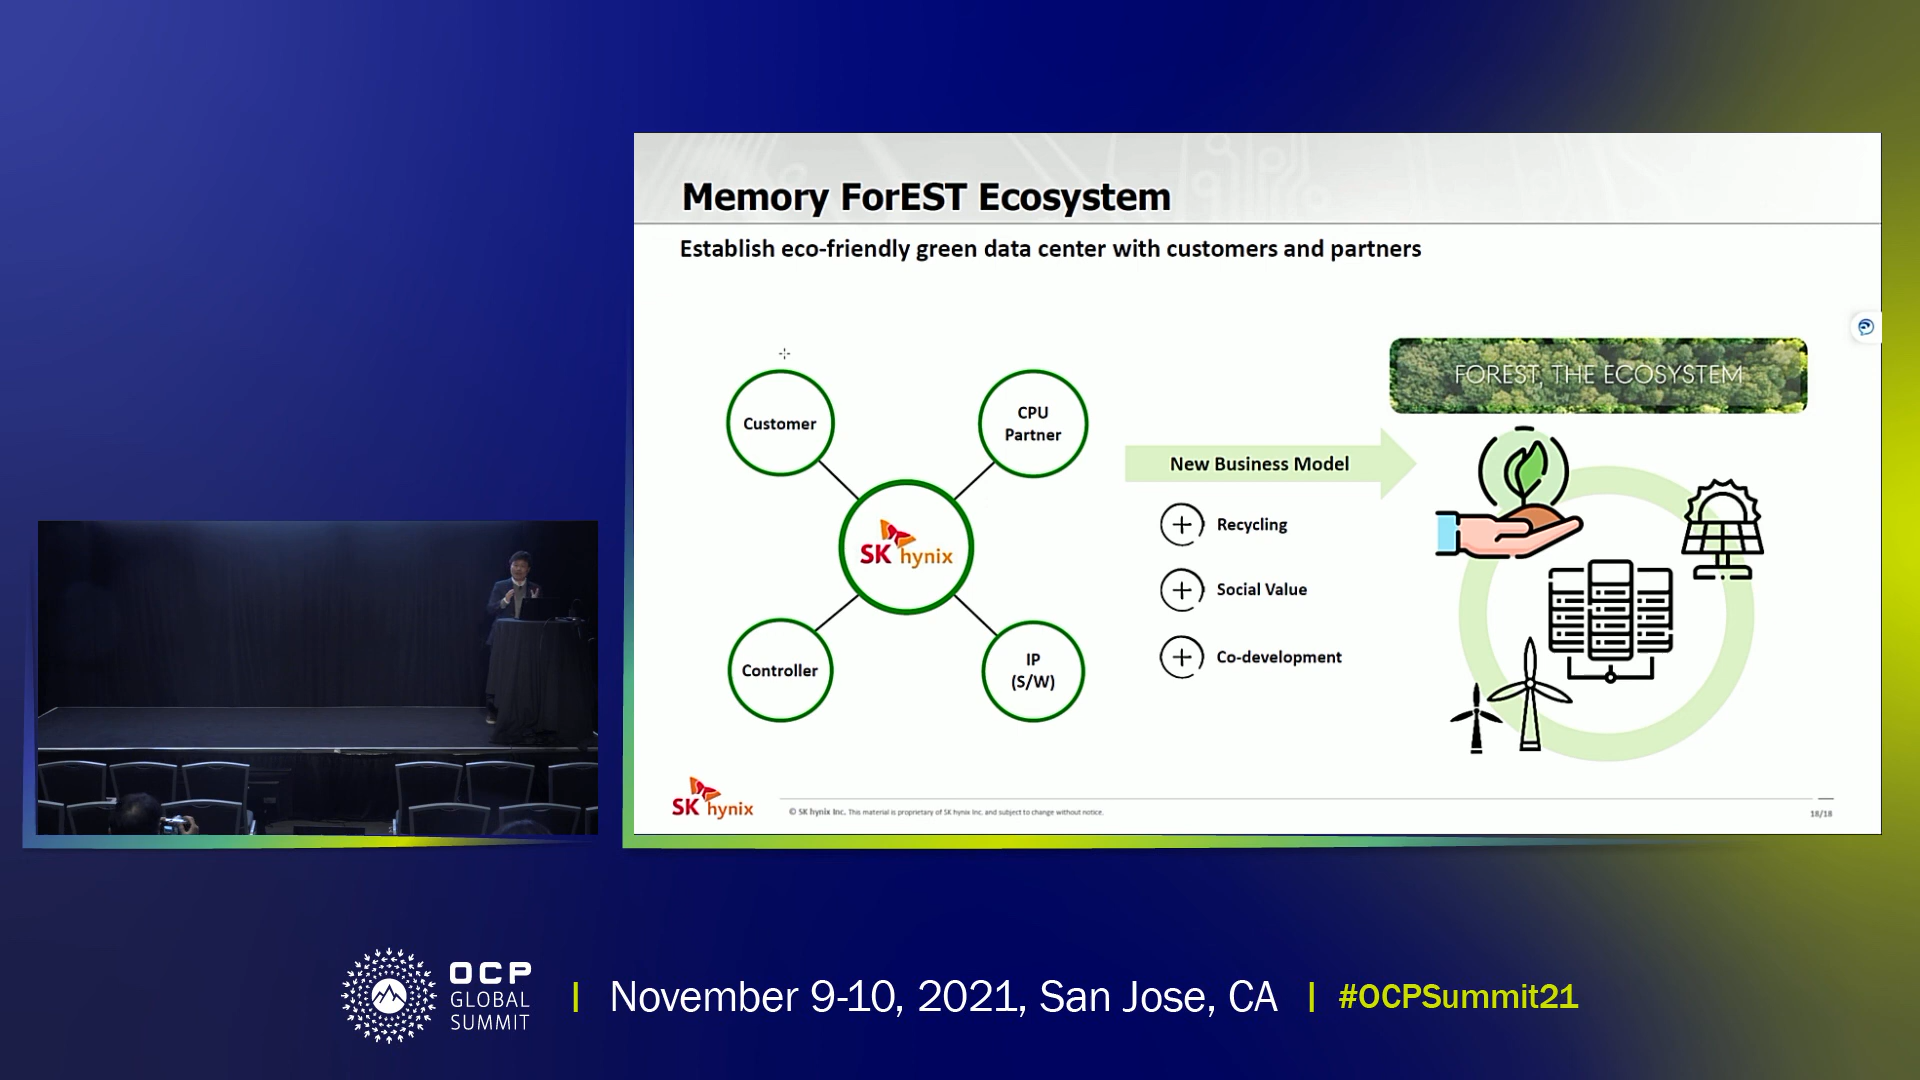 Memory ForEST Ecosystem
Establish eco-friendly green data center with customers and partners
FOREST, THE ECOSYSTEM
Customer
CPU
Partner
SK hynix
Controller
IP
(S/W)
New Business Model
Recycling
Social Value
Co-development
SK hynix
© SK hynix Inc. This material is proprietary of SK hynix Inc. and subject to change without notice.
18/18
OCP
GLOBAL
SUMMIT
November 9-10, 2021, San Jose, CA
#OCPSummit21